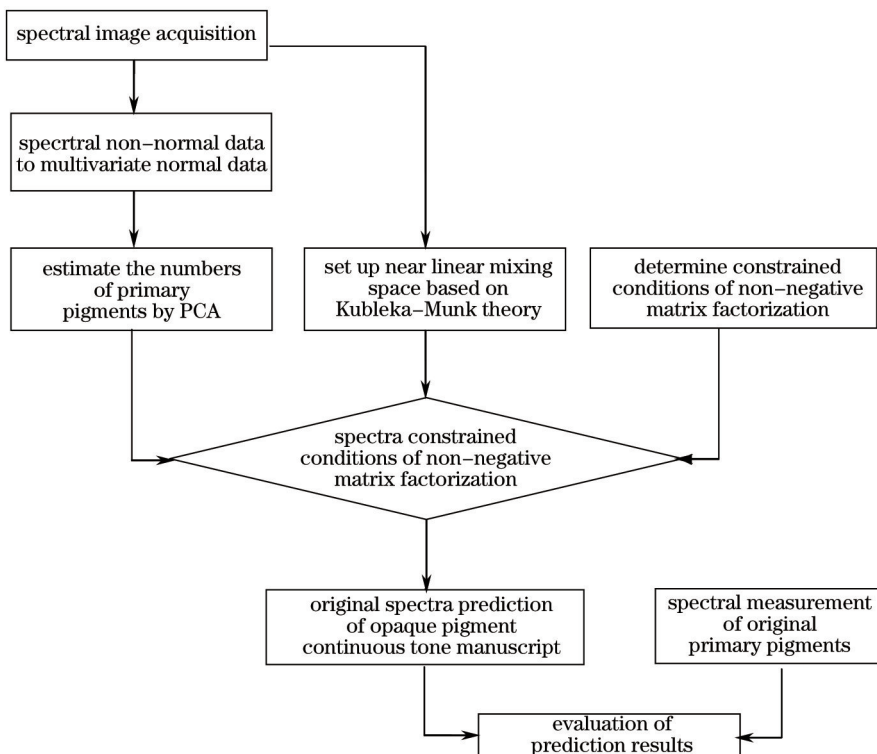 spectral image acquisition
specrtral non−normal data
to multivariate normal data
estimate the numbers
of primary
pigments by PCA
set up near linear mixing
space based on
Kubleka−Munk theory
determine constrained
conditions of non−negative
matrix factorization
spectra constrained
conditions of non−negative
matrix factorization
original spectra prediction
of opaque pigment
continuous tone manuscript
spectral measurement
of original
primary pigments
evaluation of
prediction results